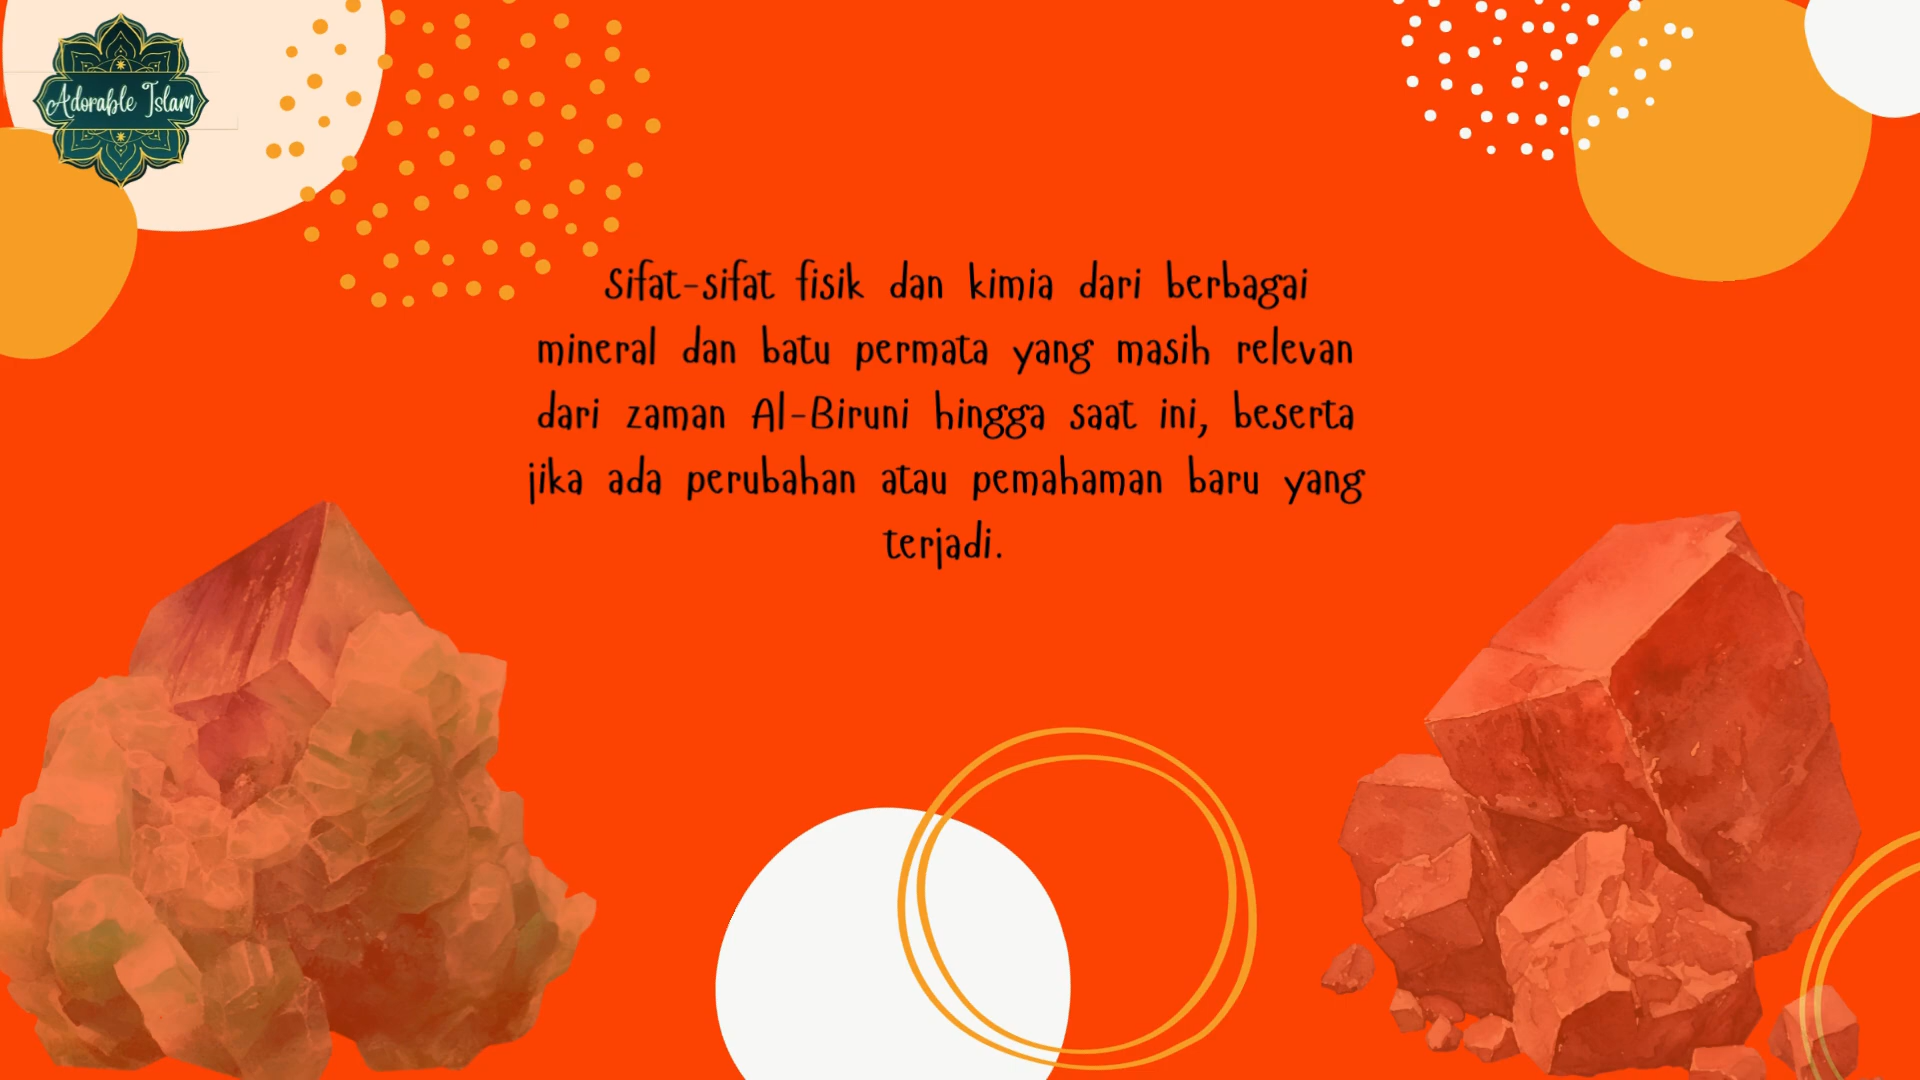 Adorable Islam
Sifat-sifat fisik dan kimia dari berbagai
mineral dan batu permata yang masih relevan
dari zaman Al-Biruni hingga saat ini, beserta
jika ada perubahan atau pemahaman baru yang
terjadi.